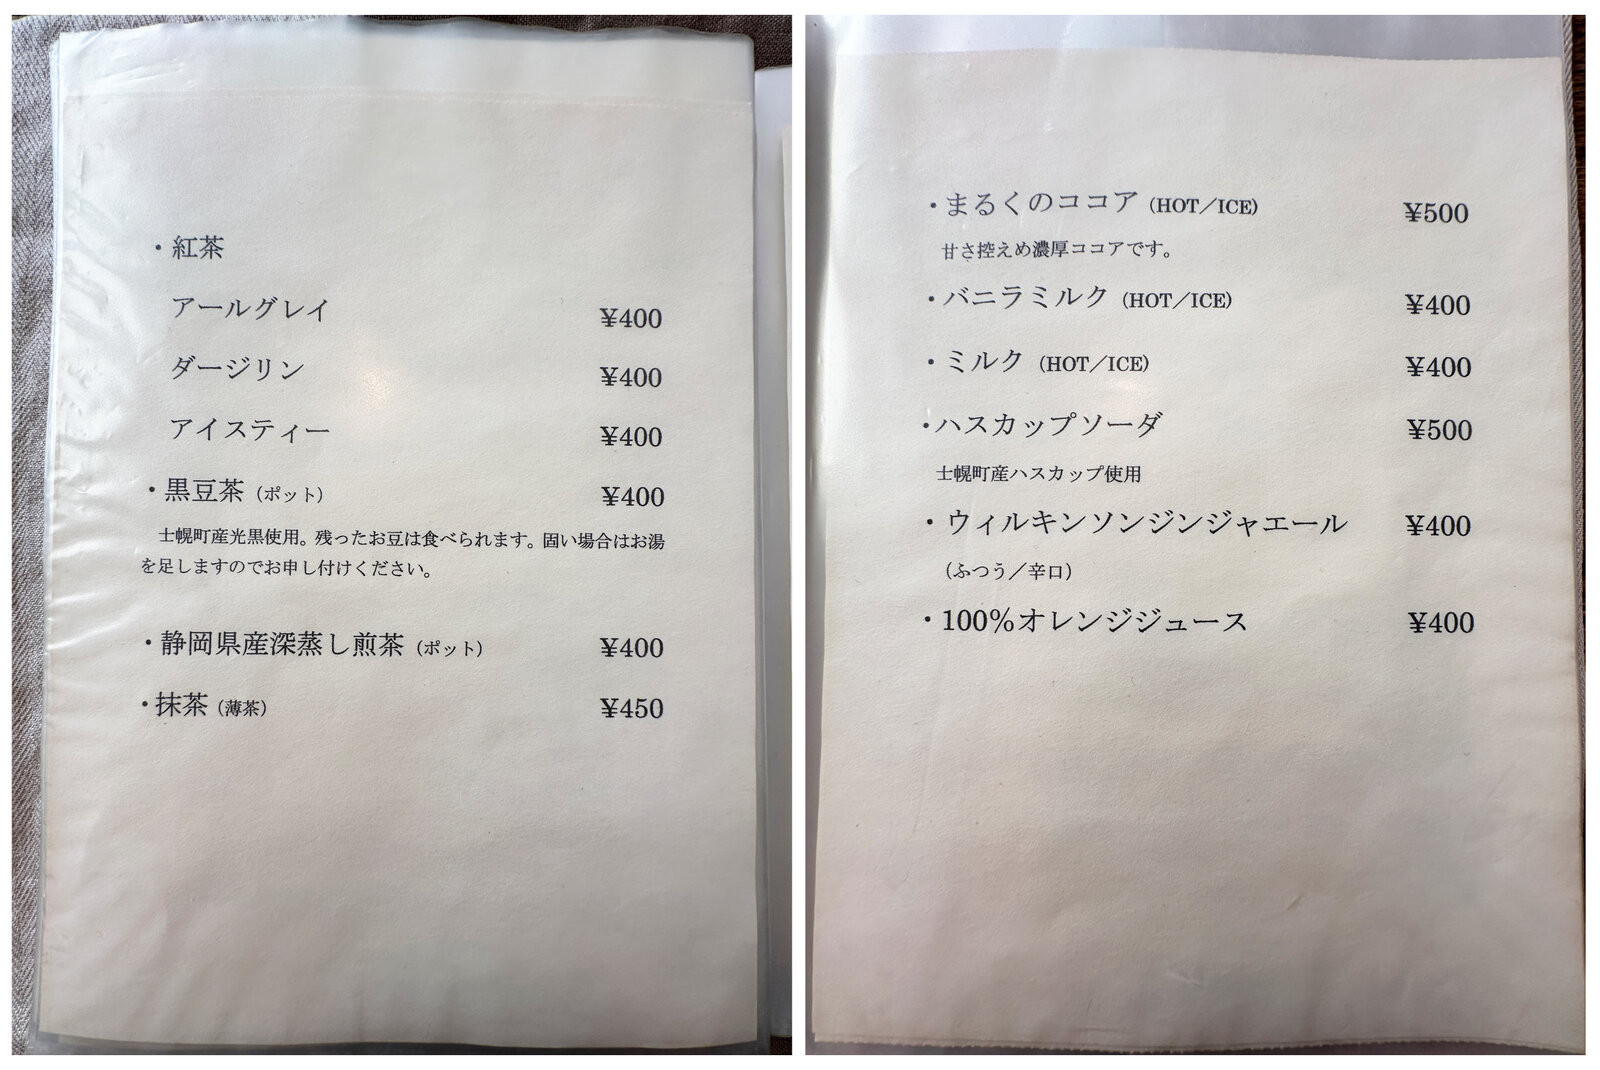 ・紅茶
アールグレイ ¥400
ダージリン ¥400
アイスティー ¥400
・黒豆茶（ポット） ¥400
士幌町産光黒使用。残ったお豆は食べられます。固い場合はお湯
を足しますのでお申し付けください。
・静岡県産深蒸し煎茶（ポット） ¥400
・抹茶（薄茶） ¥450
・まるくのココア（HOT／ICE） ¥500
甘さ控えめ濃厚ココアです。
・バニラミルク（HOT／ICE） ¥400
・ミルク（HOT／ICE） ¥400
・ハスカップソーダ ¥500
士幌町産ハスカップ使用
・ウィルキンソンジンジャエール ¥400
（ふつう／辛口）
・100%オレンジジュース ¥400